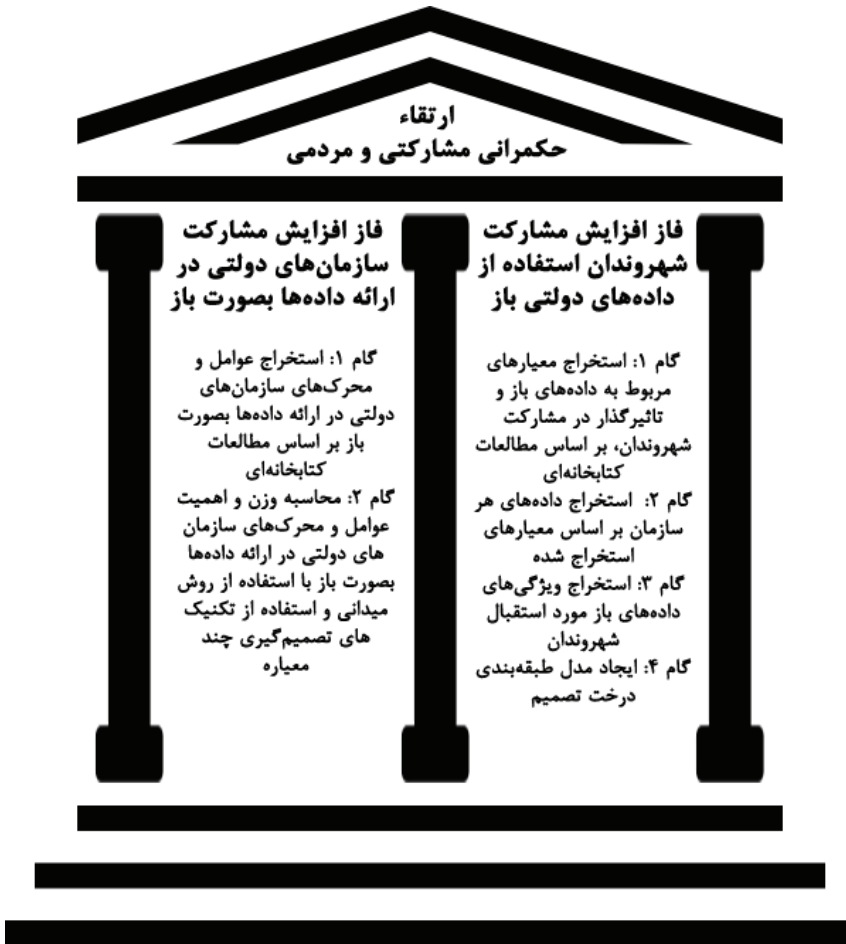 ارتقاء
حکمرانی مشارکتی و مردمی
فاز افزایش مشارکت
شهروندان استفاده از
داده‌های دولتی باز
گام ۱: استخراج معیارهای
مربوط به داده‌های باز و
تاثیرگذار در مشارکت
شهروندان، بر اساس مطالعات
کتابخانه‌ای
گام ۲: استخراج داده‌های هر
سازمان بر اساس معیارهای
استخراج شده
گام ۳: استخراج ویژگی‌های
داده‌های باز مورد استقبال
شهروندان
گام ۴: ایجاد مدل طبقه‌بندی
درخت تصمیم
فاز افزایش مشارکت
سازمان‌های دولتی در
ارائه داده‌ها بصورت باز
گام ۱: استخراج عوامل و
محرک‌های سازمان‌های
دولتی در ارائه داده‌ها بصورت
باز بر اساس مطالعات
کتابخانه‌ای
گام ۲: محاسبه وزن و اهمیت
عوامل و محرک‌های سازمان
های دولتی در ارائه داده‌ها
بصورت باز با استفاده از روش
میدانی و استفاده از تکنیک
های تصمیم‌گیری چند
معیاره